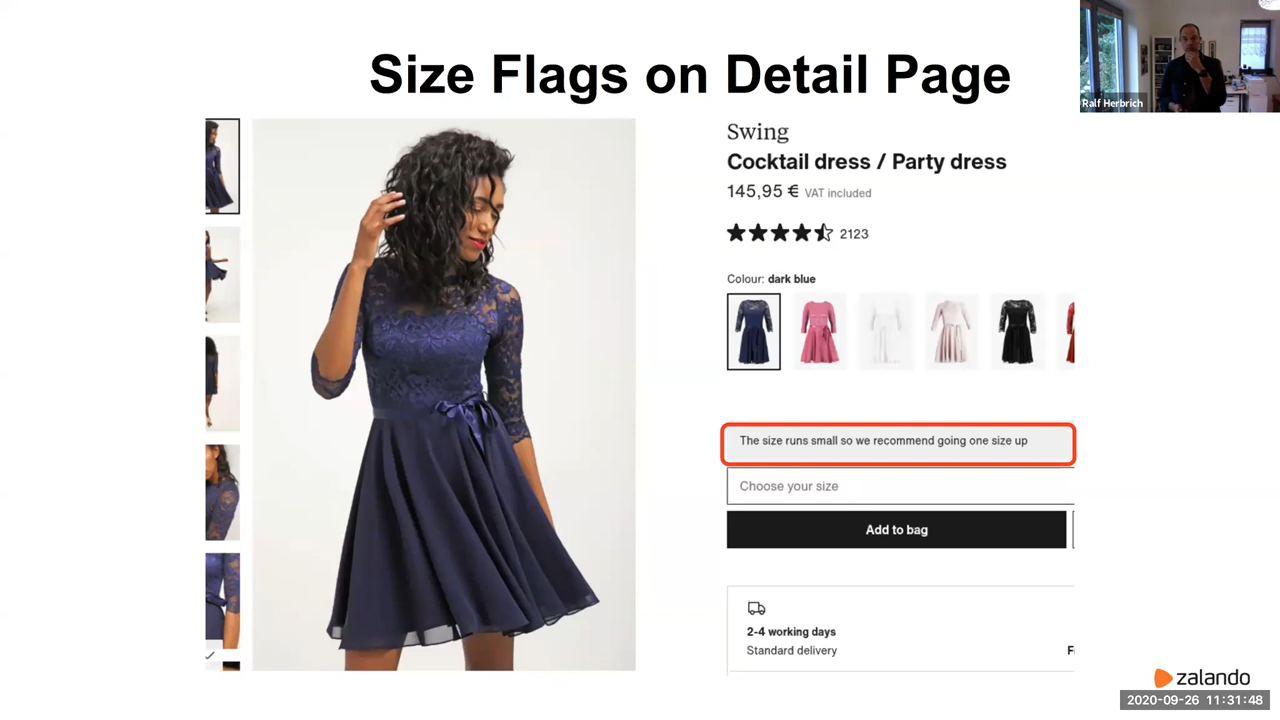 Size Flags on Detail Page
Ralf Herbrich
Swing
Cocktail dress / Party dress
145,95 € VAT included
2123
Colour: dark blue
The size runs small so we recommend going one size up
Choose your size
Add to bag
2-4 working days
Standard delivery
zalando
2020-09-26 11:31:48